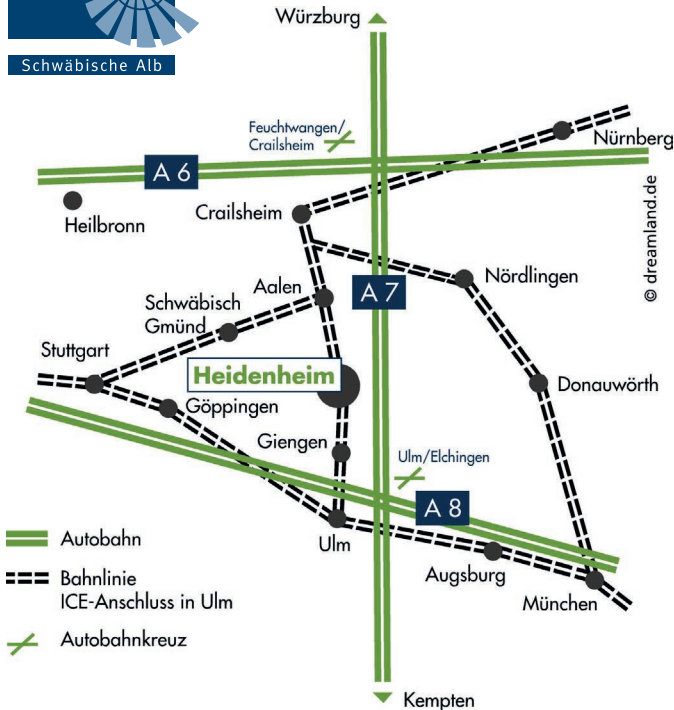 Würzburg
Schwäbische Alb
Feuchtwangen/
Crailsheim
Nürnberg
A 6
Heilbronn
Crailsheim
© dreamland.de
Nördlingen
Aalen
A 7
Schwäbisch
Gmünd
Stuttgart
Heidenheim
Donauwörth
Göppingen
Giengen
Ulm/Elchingen
A 8
Autobahn
Ulm
Bahnlinie
ICE-Anschluss in Ulm
Augsburg
München
Autobahnkreuz
Kempten